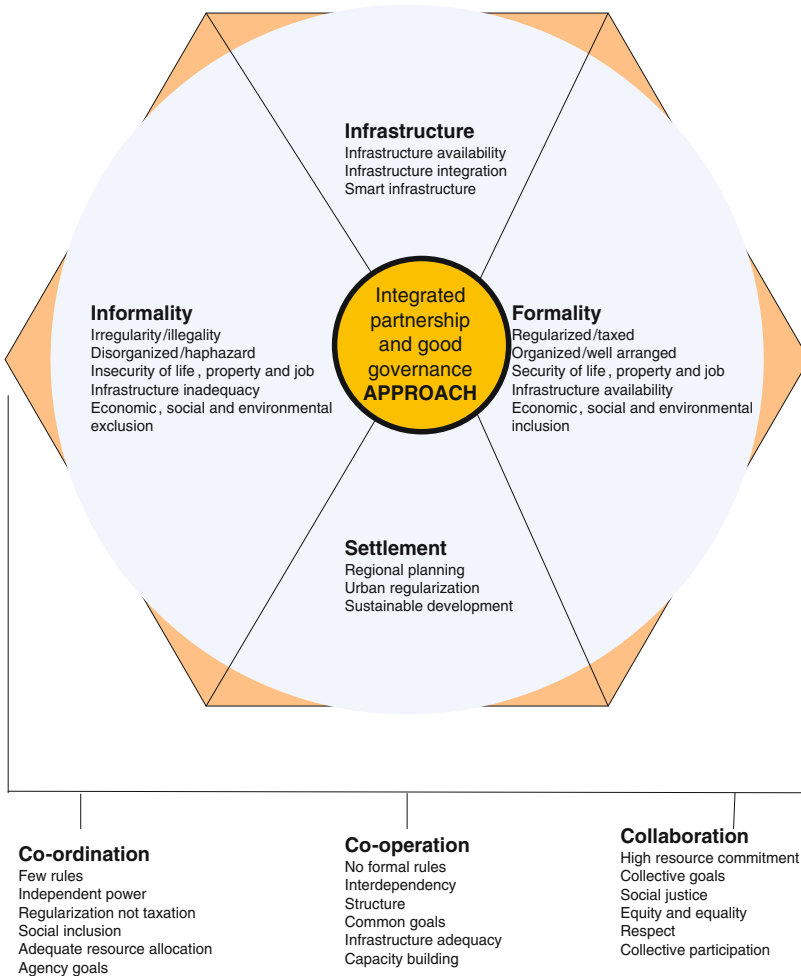 Infrastructure
Infrastructure availability
Infrastructure integration
Smart infrastructure
Informality
Irregularity/illegality
Disorganized/haphazard
Insecurity of life, property and job
Infrastructure inadequacy
Economic, social and environmental
exclusion
Integrated
partnership
and good
governance
APPROACH
Formality
Regularized/taxed
Organized/well arranged
Security of life, property and job
Infrastructure availability
Economic, social and environmental
inclusion
Settlement
Regional planning
Urban regularization
Sustainable development
Co-ordination
Few rules
Independent power
Regularization not taxation
Social inclusion
Adequate resource allocation
Agency goals
Co-operation
No formal rules
Interdependency
Structure
Common goals
Infrastructure adequacy
Capacity building
Collaboration
High resource commitment
Collective goals
Social justice
Equity and equality
Respect
Collective participation